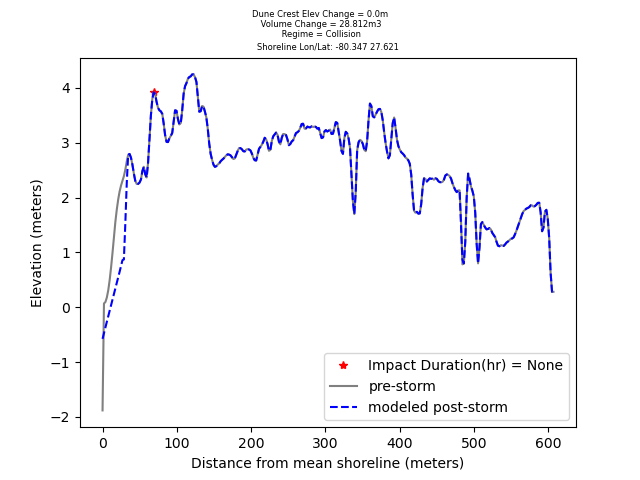 Dune Crest Elev Change = 0.0m
Volume Change = 28.812m3
Regime = Collision
Shoreline Lon/Lat: -80.347 27.621
4
3
2
1
0
−1
−2
Elevation (meters)
Impact Duration(hr) = None
pre-storm
modeled post-storm
0 100 200 300 400 500 600
Distance from mean shoreline (meters)